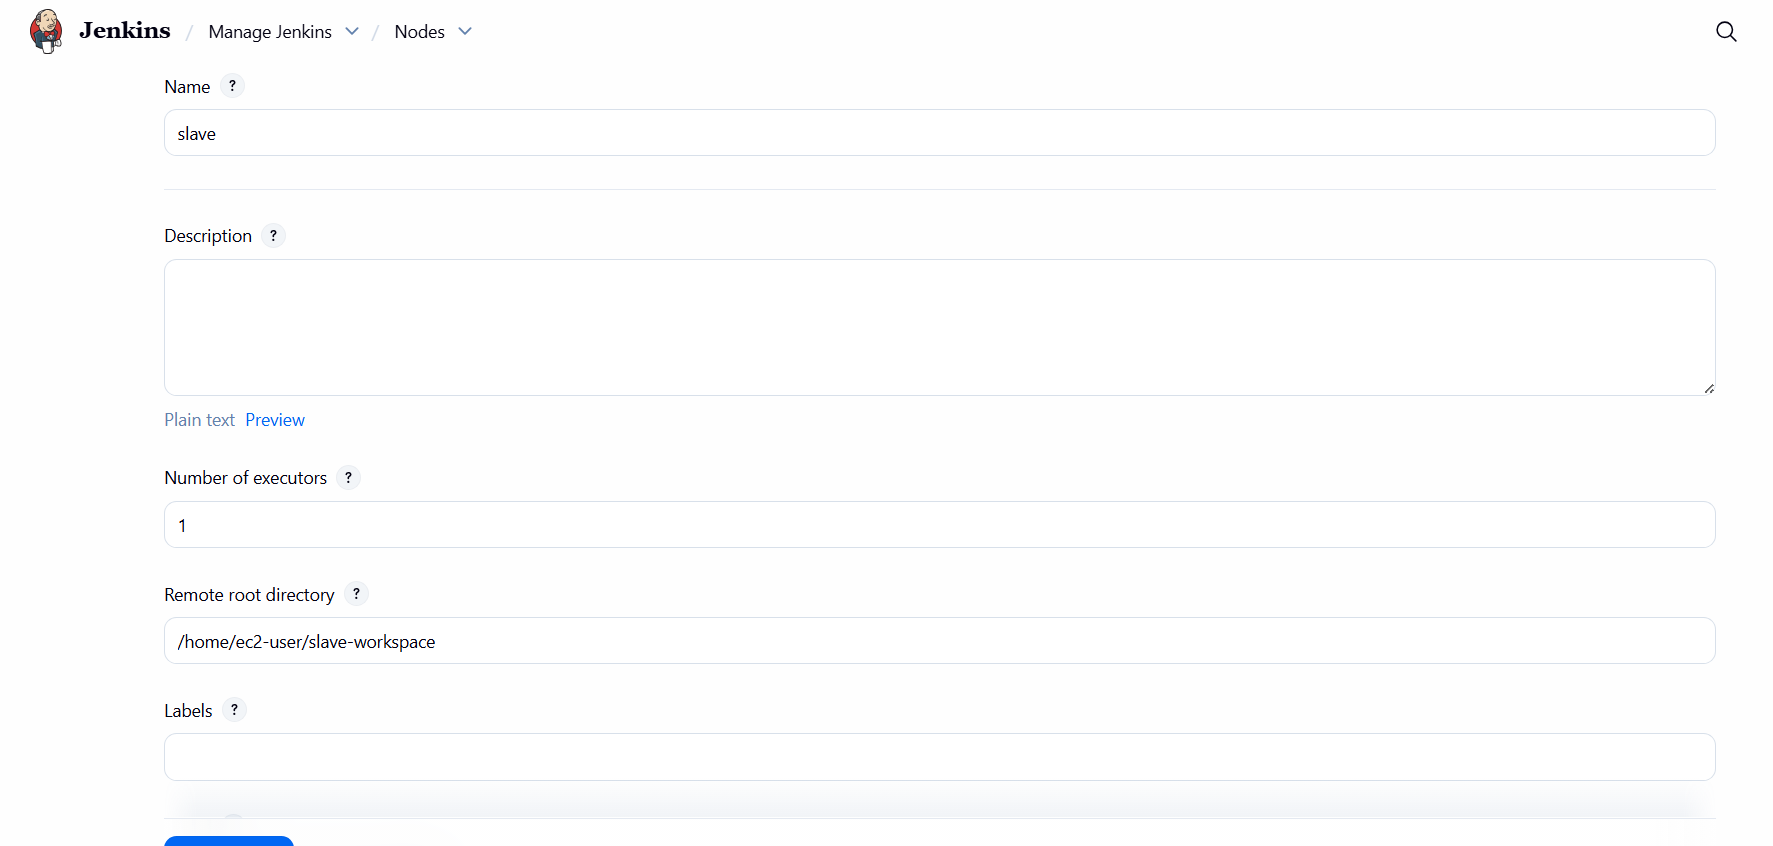 Jenkins / Manage Jenkins / Nodes
Name ?
slave
Description ?
Plain text Preview
Number of executors ?
1
Remote root directory ?
/home/ec2-user/slave-workspace
Labels ?